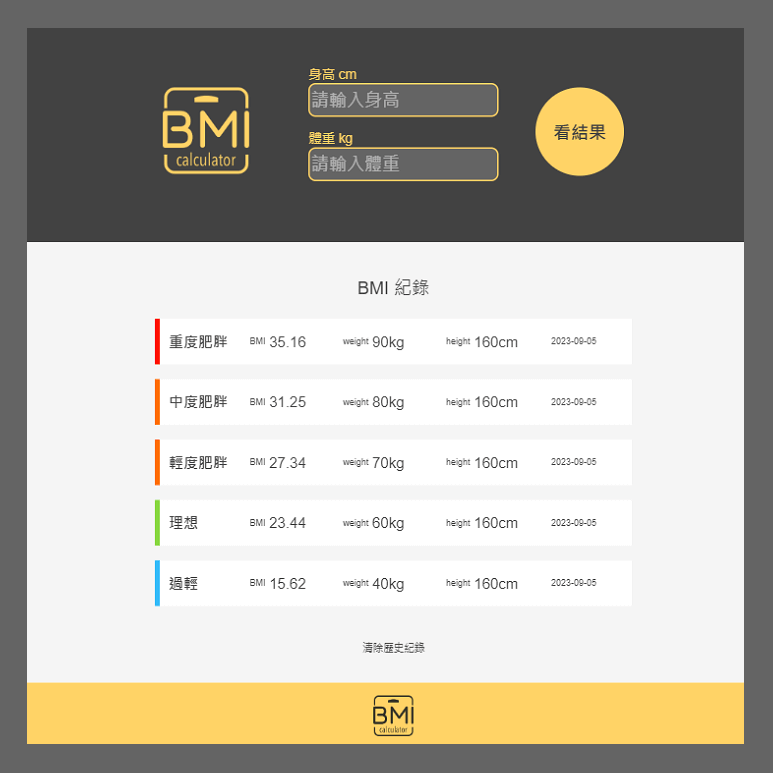 BMI
calculator
身高 cm
請輸入身高
體重 kg
請輸入體重
看結果
BMI 紀錄
重度肥胖 BMI 35.16 weight 90kg height 160cm 2023-09-05
中度肥胖 BMI 31.25 weight 80kg height 160cm 2023-09-05
輕度肥胖 BMI 27.34 weight 70kg height 160cm 2023-09-05
理想 BMI 23.44 weight 60kg height 160cm 2023-09-05
過輕 BMI 15.62 weight 40kg height 160cm 2023-09-05
清除歷史紀錄
BMI
calculator